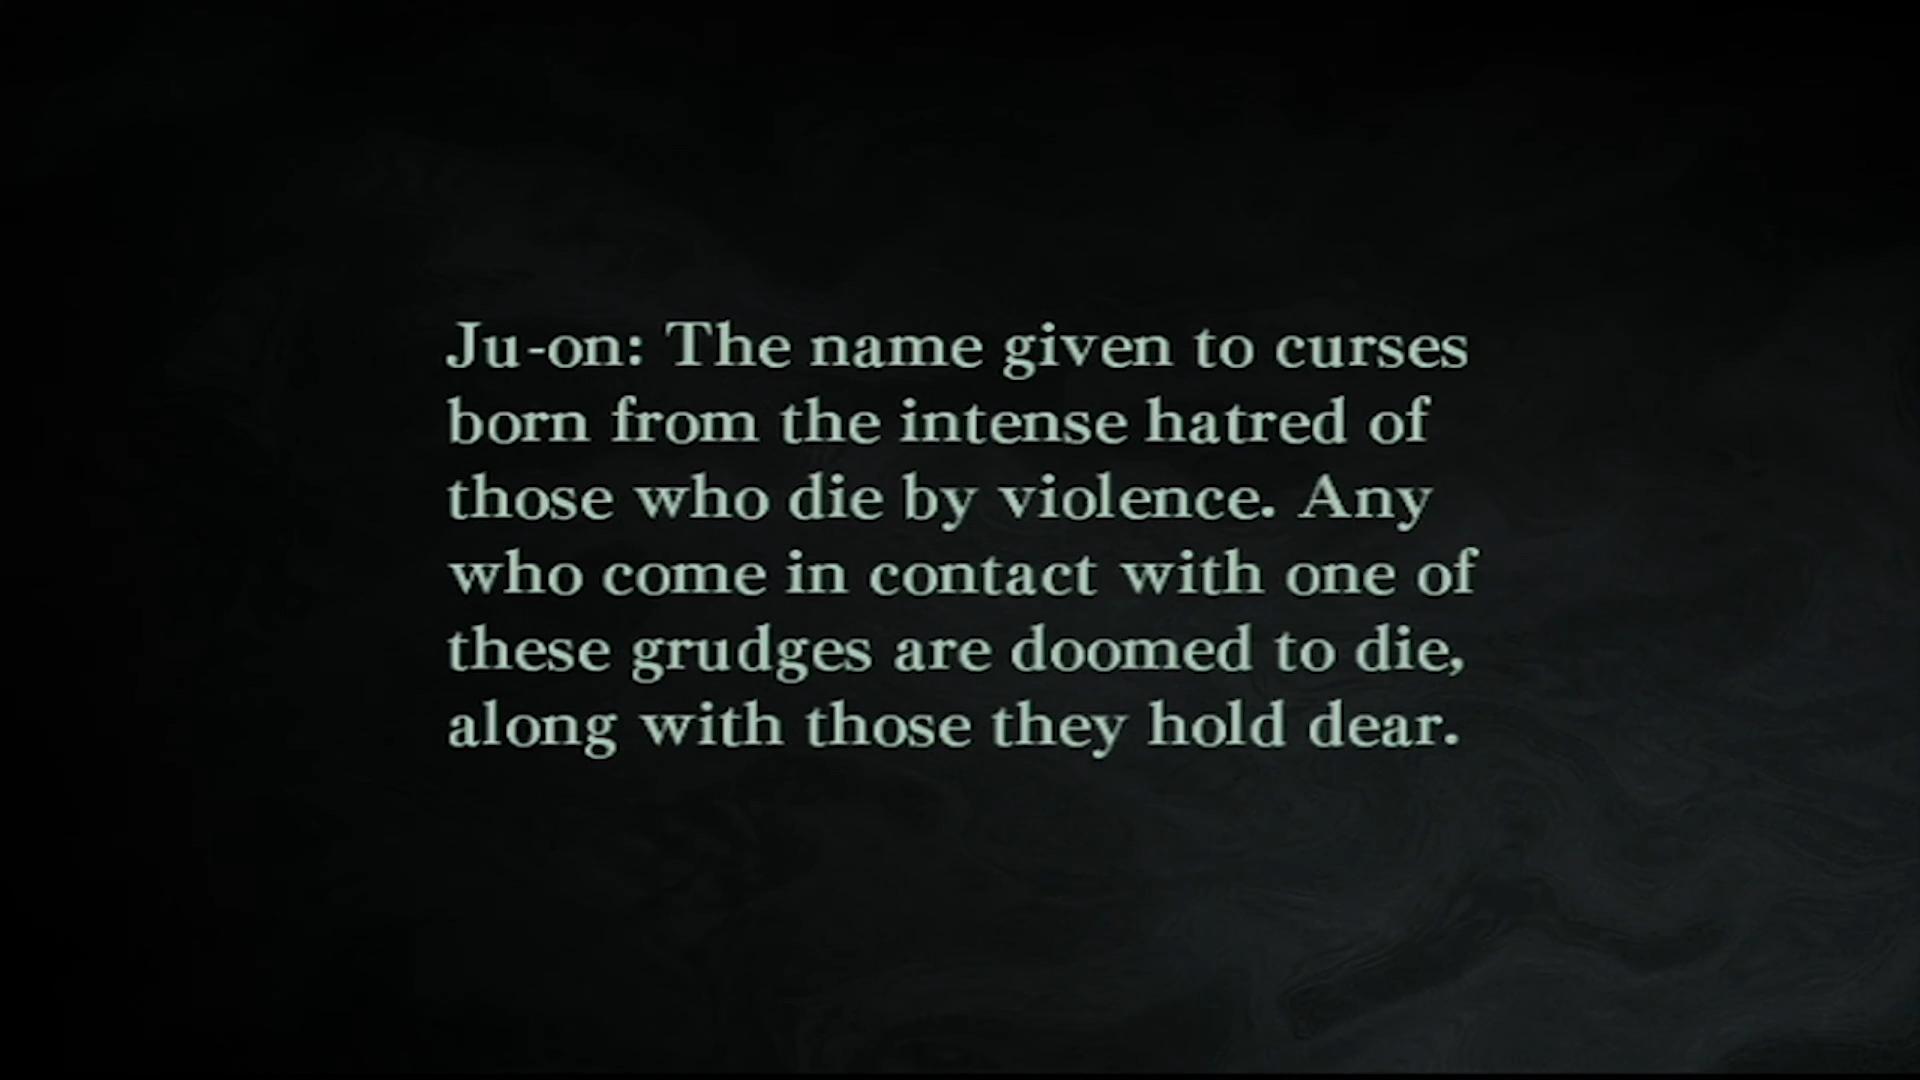 Ju-on: The name given to curses
born from the intense hatred of
those who die by violence. Any
who come in contact with one of
these grudges are doomed to die,
along with those they hold dear.